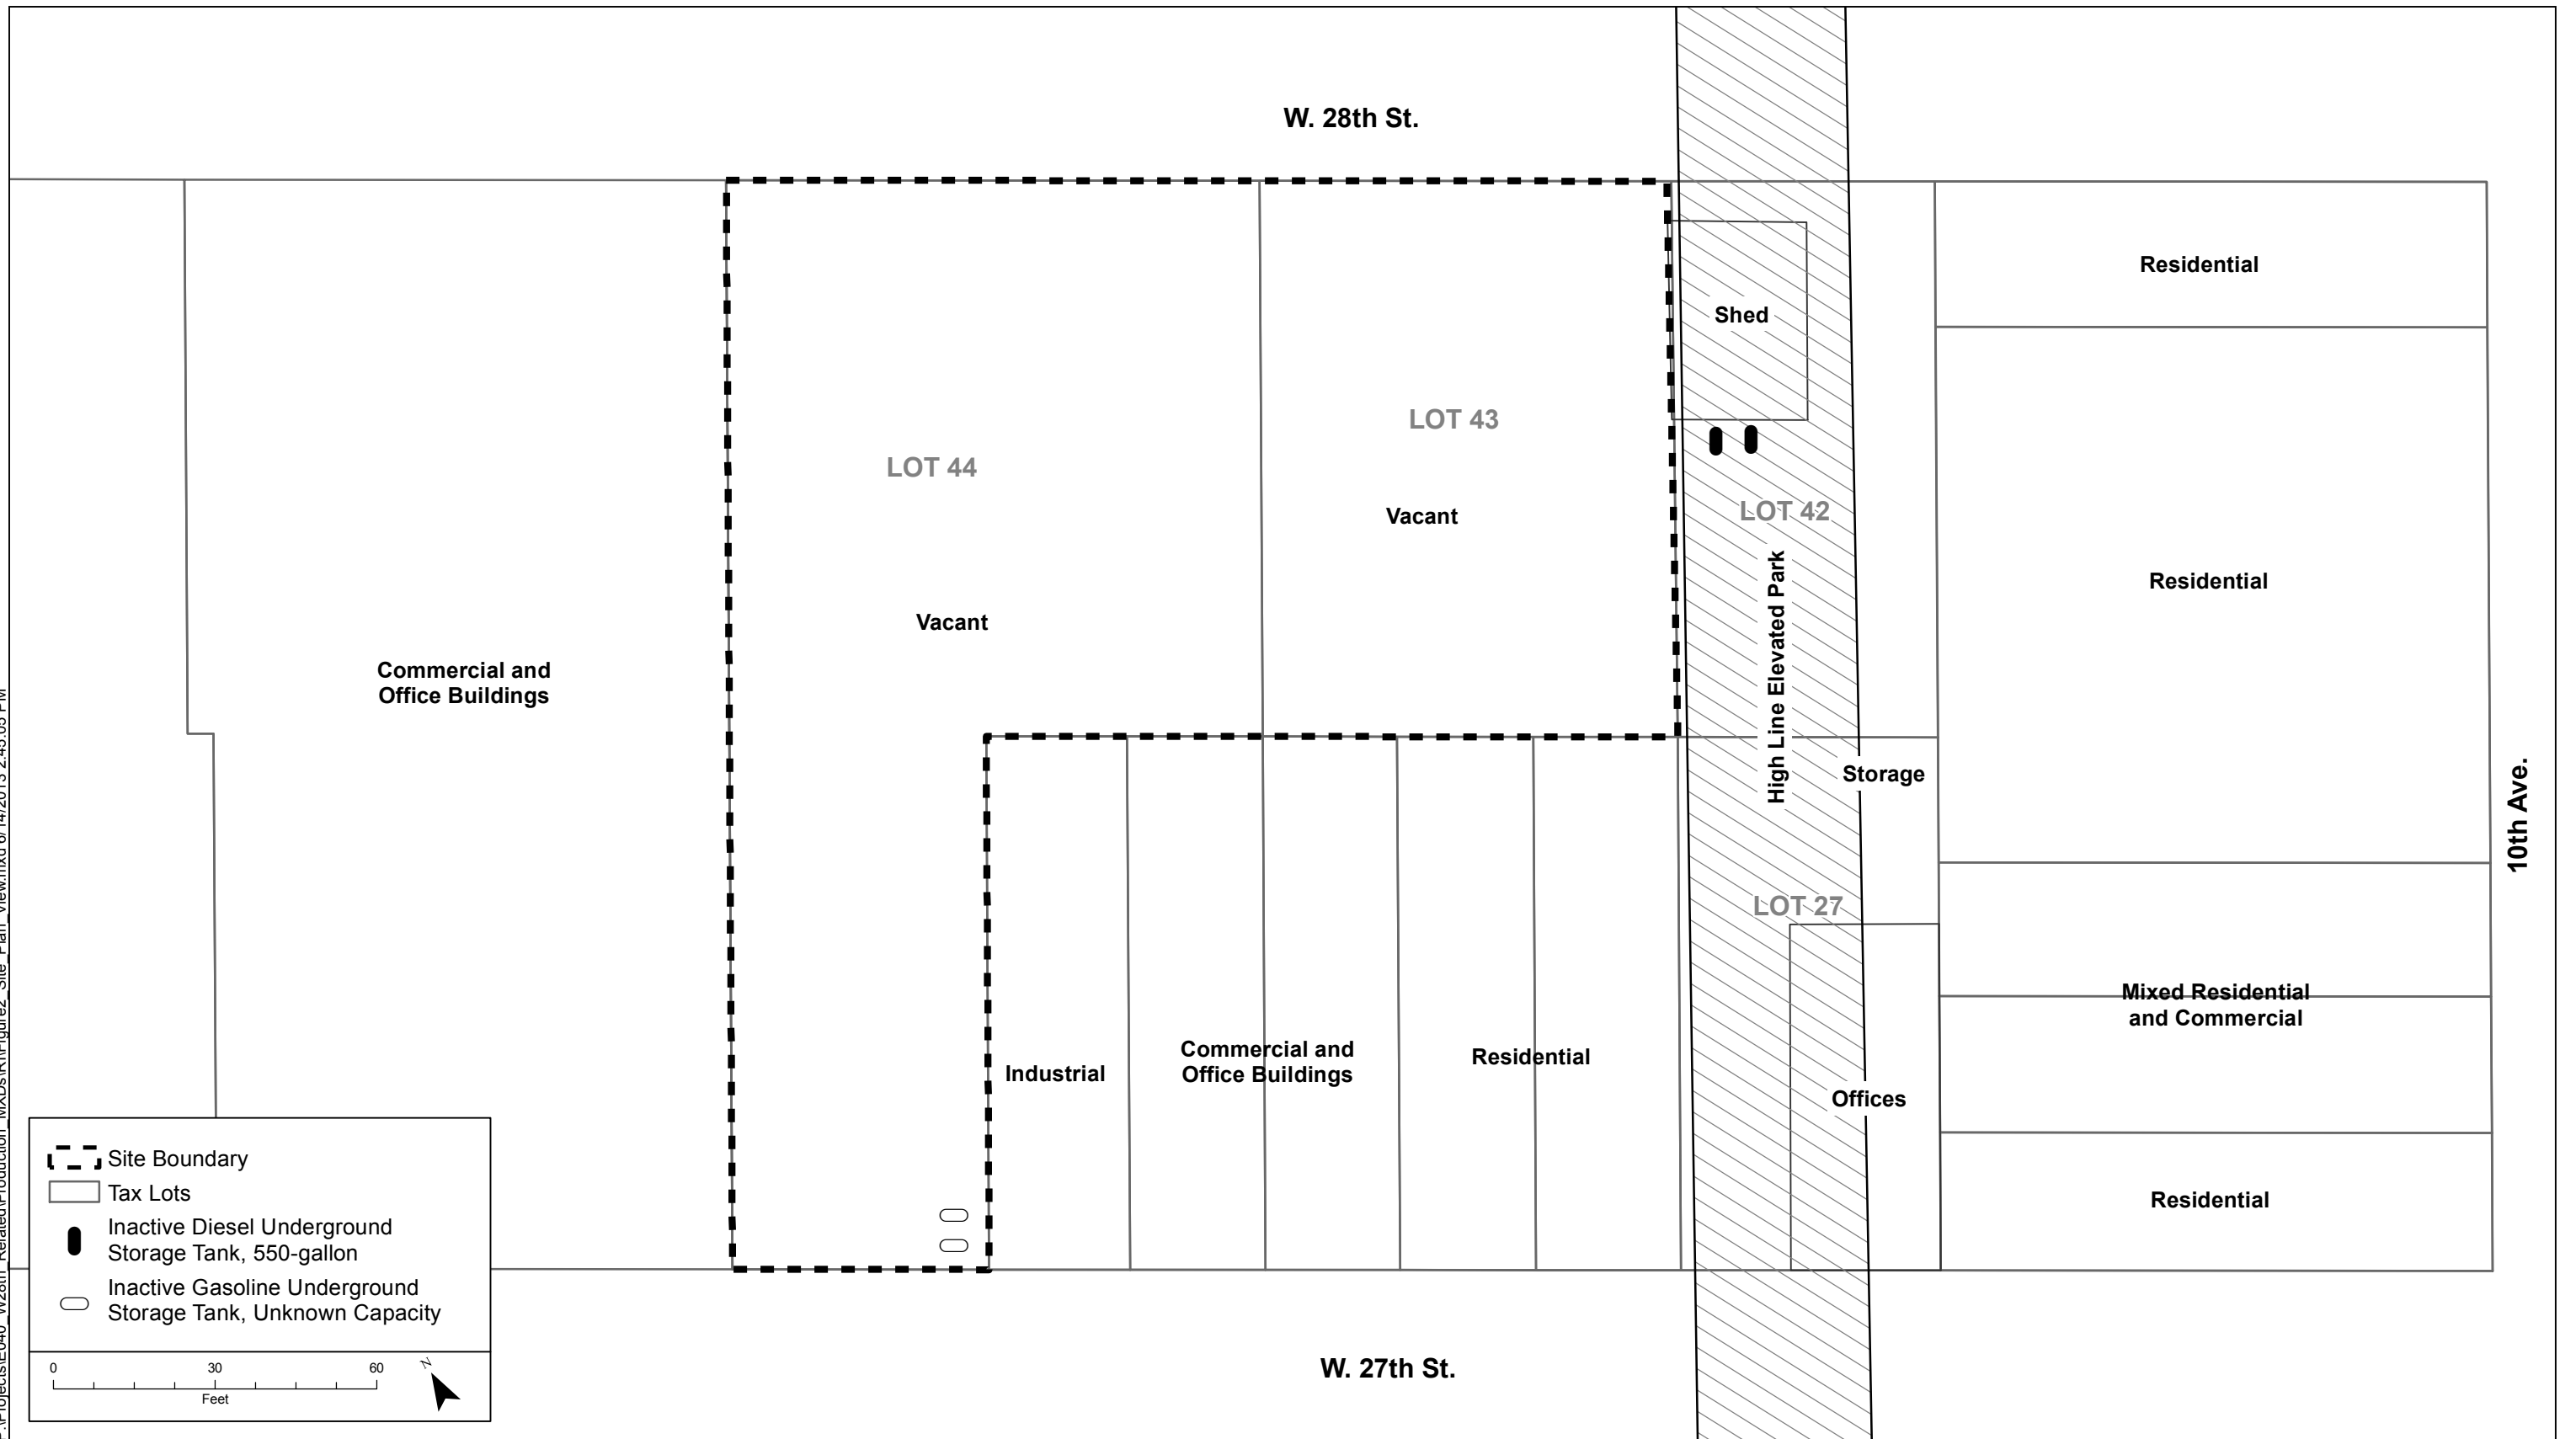 W. 28th St.
Residential
Shed
LOT 43
LOT 44
LOT 42
Vacant
High Line Elevated Park
Residential
Vacant
Commercial and
Office Buildings
Storage
10th Ave.
LOT 27
Mixed Residential
and Commercial
Commercial and
Office Buildings
Residential
Industrial
Offices
Residential
Site Boundary
Tax Lots
Inactive Diesel Underground
Storage Tank, 550-gallon
Inactive Gasoline Underground
Storage Tank, Unknown Capacity
0 30 60
Feet
N
W. 27th St.